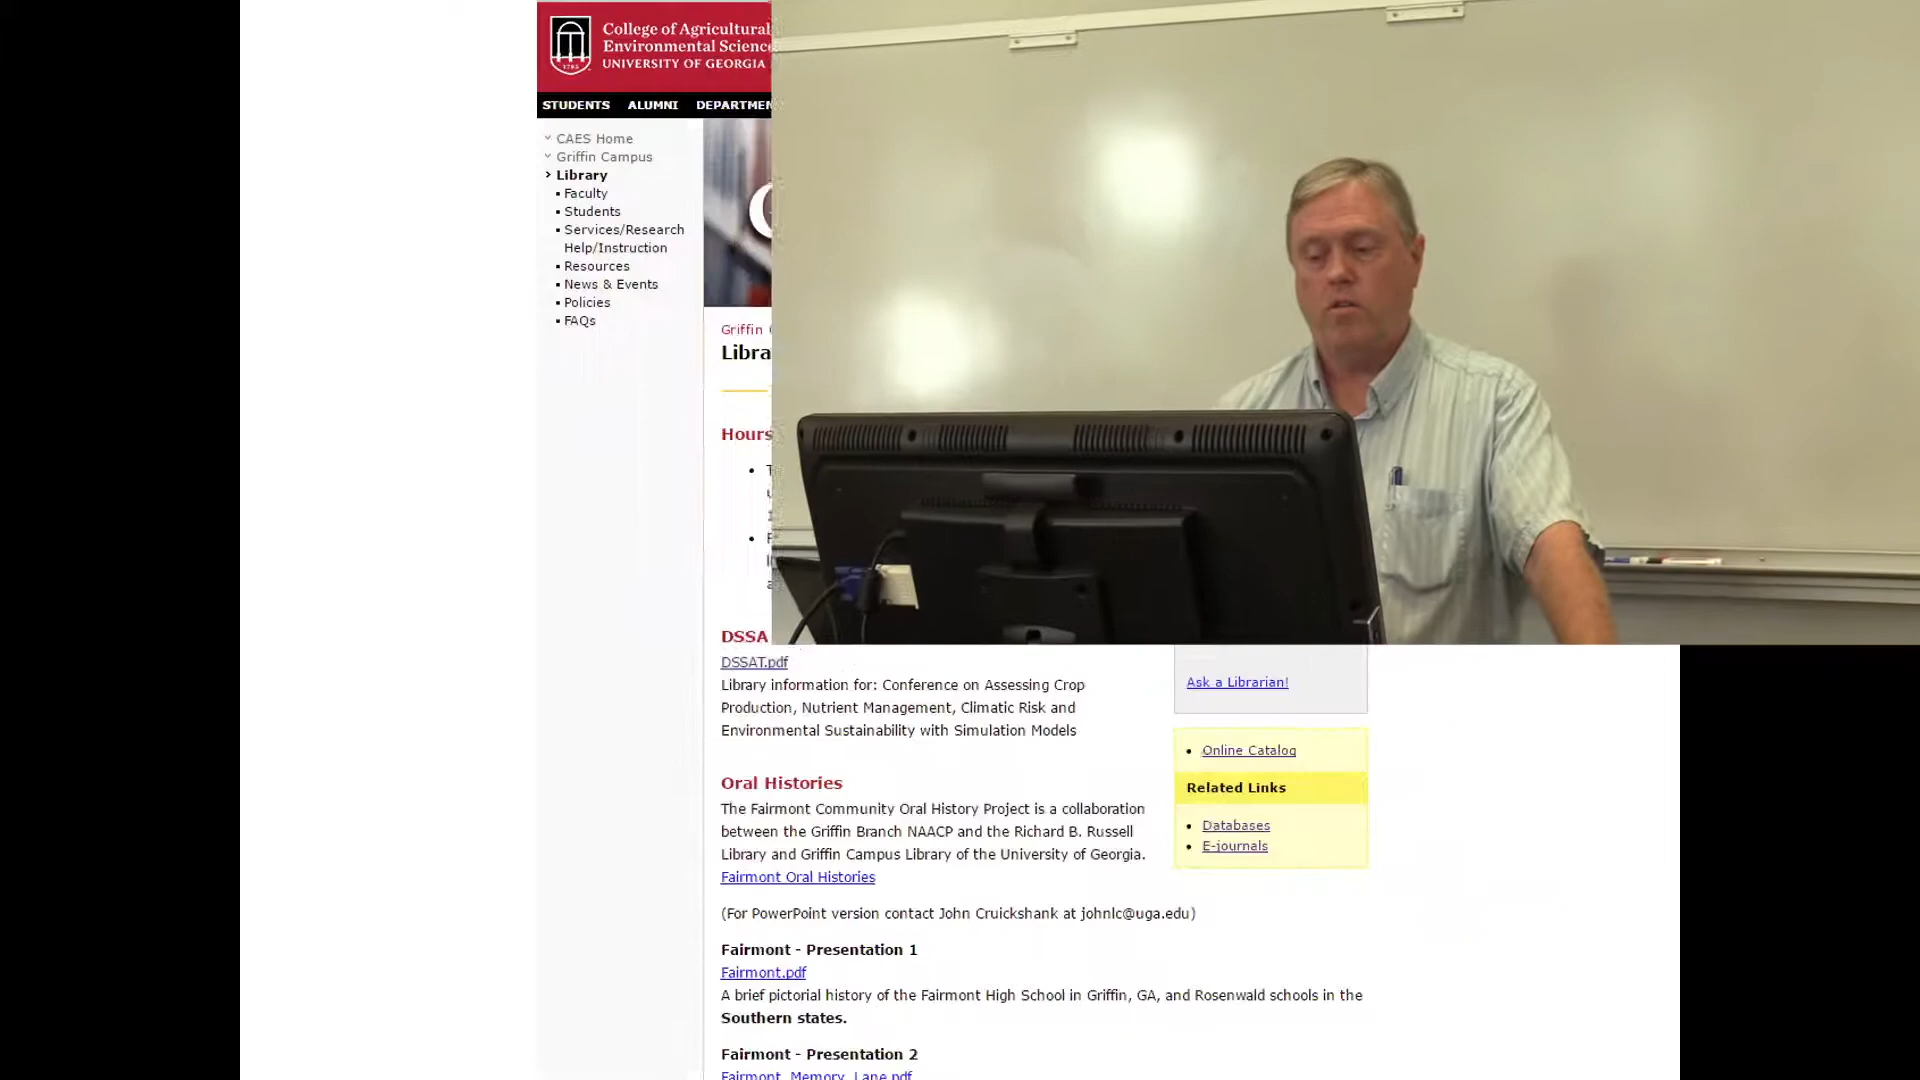 College of Agricultural
Environmental Science
UNIVERSITY OF GEORGIA
1785
STUDENTS ALUMNI DEPARTMEN
CAES Home
Griffin Campus
Library
Faculty
Students
Services/Research
Help/Instruction
Resources
News & Events
Policies
FAQs
Griffin
Libra
Hours
DSSA
DSSAT.pdf
Library information for: Conference on Assessing Crop
Production, Nutrient Management, Climatic Risk and
Environmental Sustainability with Simulation Models
Oral Histories
The Fairmont Community Oral History Project is a collaboration
between the Griffin Branch NAACP and the Richard B. Russell
Library and Griffin Campus Library of the University of Georgia.
Fairmont Oral Histories
(For PowerPoint version contact John Cruickshank at johnlc@uga.edu)
Fairmont - Presentation 1
Fairmont.pdf
A brief pictorial history of the Fairmont High School in Griffin, GA, and Rosenwald schools in the
Southern states.
Fairmont - Presentation 2
Fairmont_Memory_Lane.pdf
Ask a Librarian!
Online Catalog
Related Links
Databases
E-journals